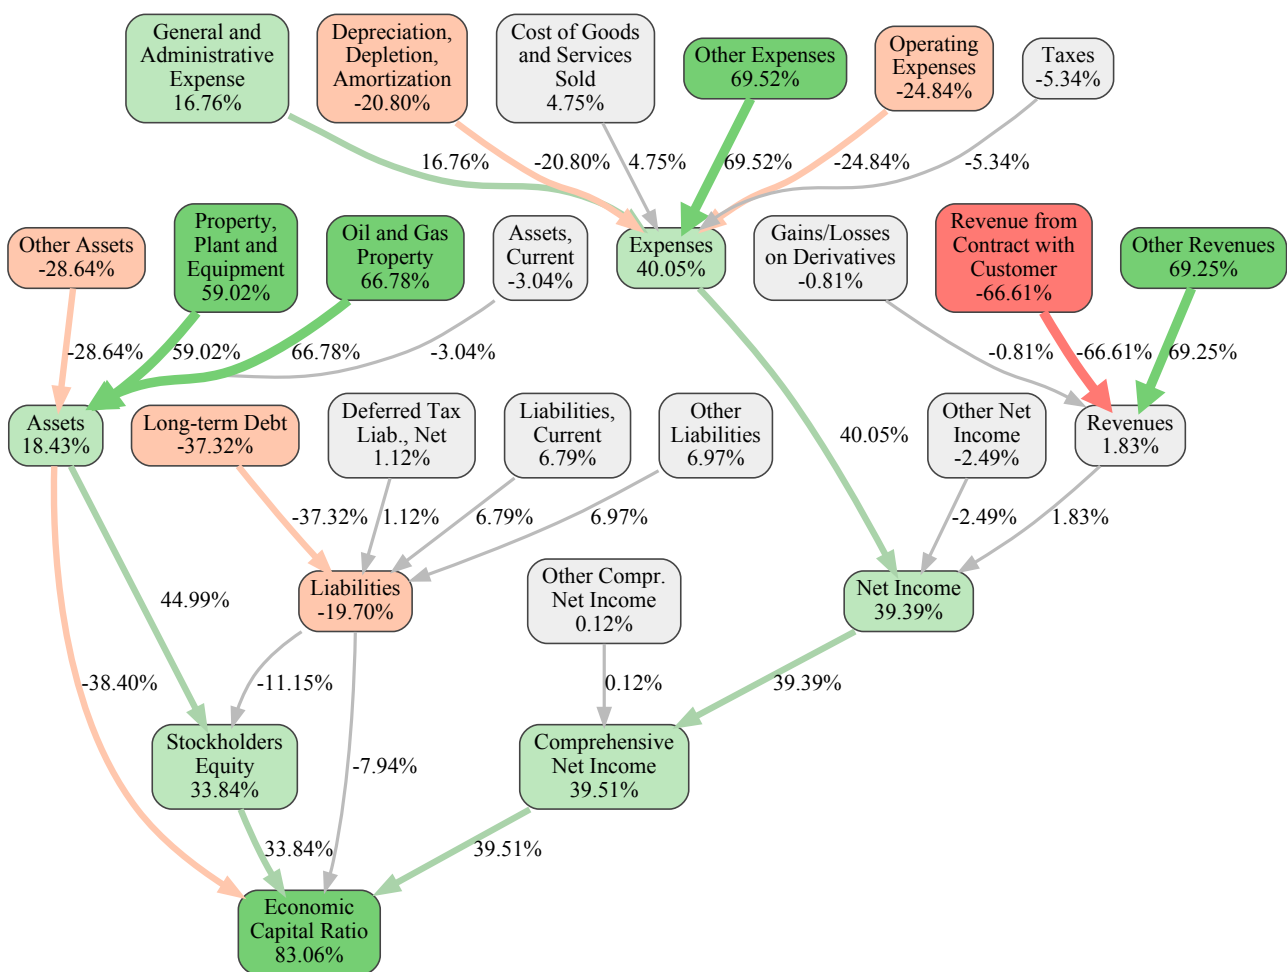 General and
Administrative
Expense
16.76%
Depreciation,
Depletion,
Amortization
-20.80%
Cost of Goods
and Services
Sold
4.75%
Other Expenses
69.52%
Operating
Expenses
-24.84%
Taxes
-5.34%
16.76%
-20.80%
4.75%
69.52%
-24.84%
-5.34%
Other Assets
-28.64%
Property,
Plant and
Equipment
59.02%
Oil and Gas
Property
66.78%
Assets,
Current
-3.04%
Expenses
40.05%
Gains/Losses
on Derivatives
-0.81%
Revenue from
Contract with
Customer
-66.61%
Other Revenues
69.25%
-28.64%
59.02%
66.78%
-3.04%
-0.81%
-66.61%
69.25%
Assets
18.43%
Long-term Debt
-37.32%
Deferred Tax
Liab., Net
1.12%
Liabilities,
Current
6.79%
Other
Liabilities
6.97%
40.05%
Other Net
Income
-2.49%
Revenues
1.83%
-37.32%
1.12%
6.79%
6.97%
-2.49%
1.83%
44.99%
Liabilities
-19.70%
Other Compr.
Net Income
0.12%
Net Income
39.39%
-38.40%
-11.15%
0.12%
39.39%
Stockholders
Equity
33.84%
-7.94%
Comprehensive
Net Income
39.51%
33.84%
39.51%
Economic
Capital Ratio
83.06%